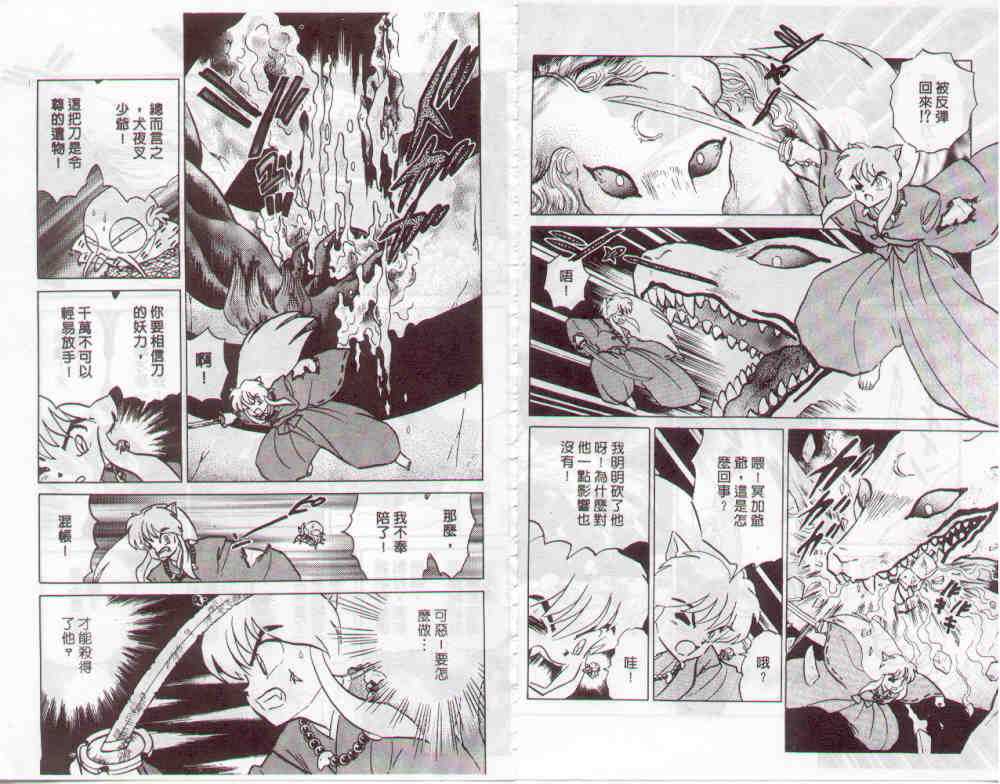 被反彈
回來!?
唔！
喂！冥加爺
爺，這是怎
麼回事？
哦？
我明明砍了他
呀！為什麼對
他一點影響也
沒有！
哇！
啊！
總而言之
，犬夜叉
少爺！
這把刀是令
尊的遺物！
你要相信刀
的妖力，
千萬不可以
輕易放手！
那麼，
我不奉
陪了！
混帳！
可惡！要怎
麼做…
才能殺得
了他？